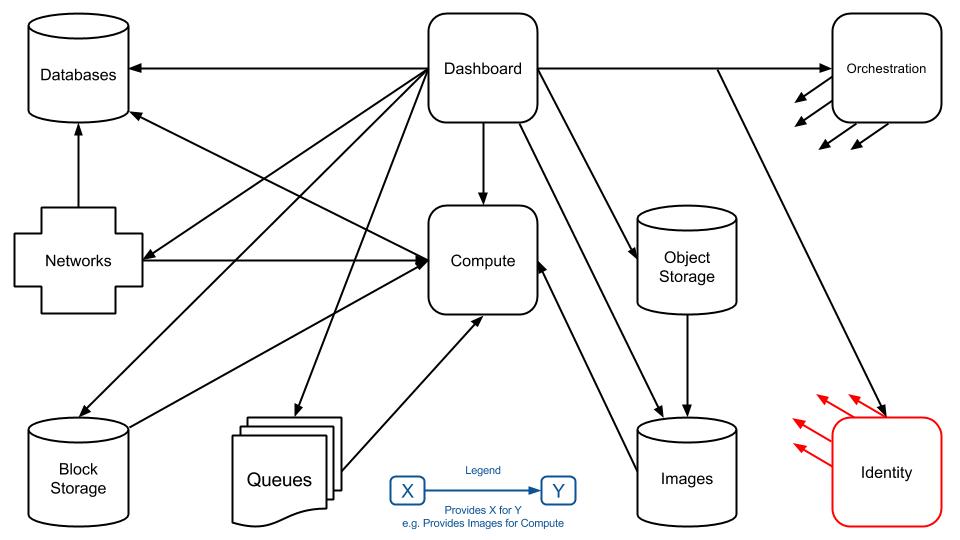 Databases
Dashboard
Orchestration
Networks
Compute
Object
Storage
Block
Storage
Queues
Images
Identity
Legend
X
Y
Provides X for Y
e.g. Provides Images for Compute